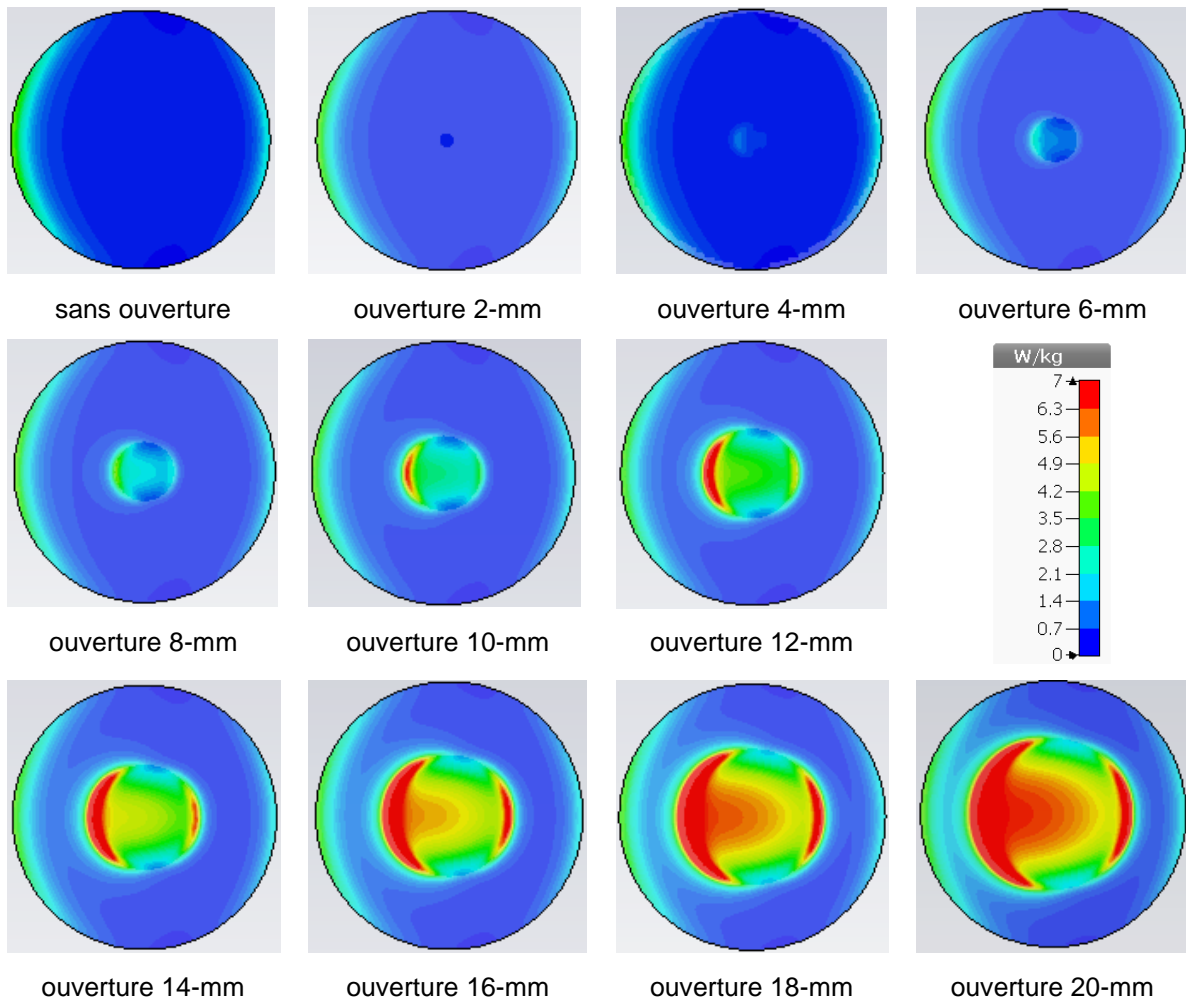 sans ouverture
ouverture 2-mm
ouverture 4-mm
ouverture 6-mm
W/kg
7
6.3
5.6
4.9
4.2
3.5
2.8
2.1
1.4
0.7
0
ouverture 8-mm
ouverture 10-mm
ouverture 12-mm
ouverture 14-mm
ouverture 16-mm
ouverture 18-mm
ouverture 20-mm